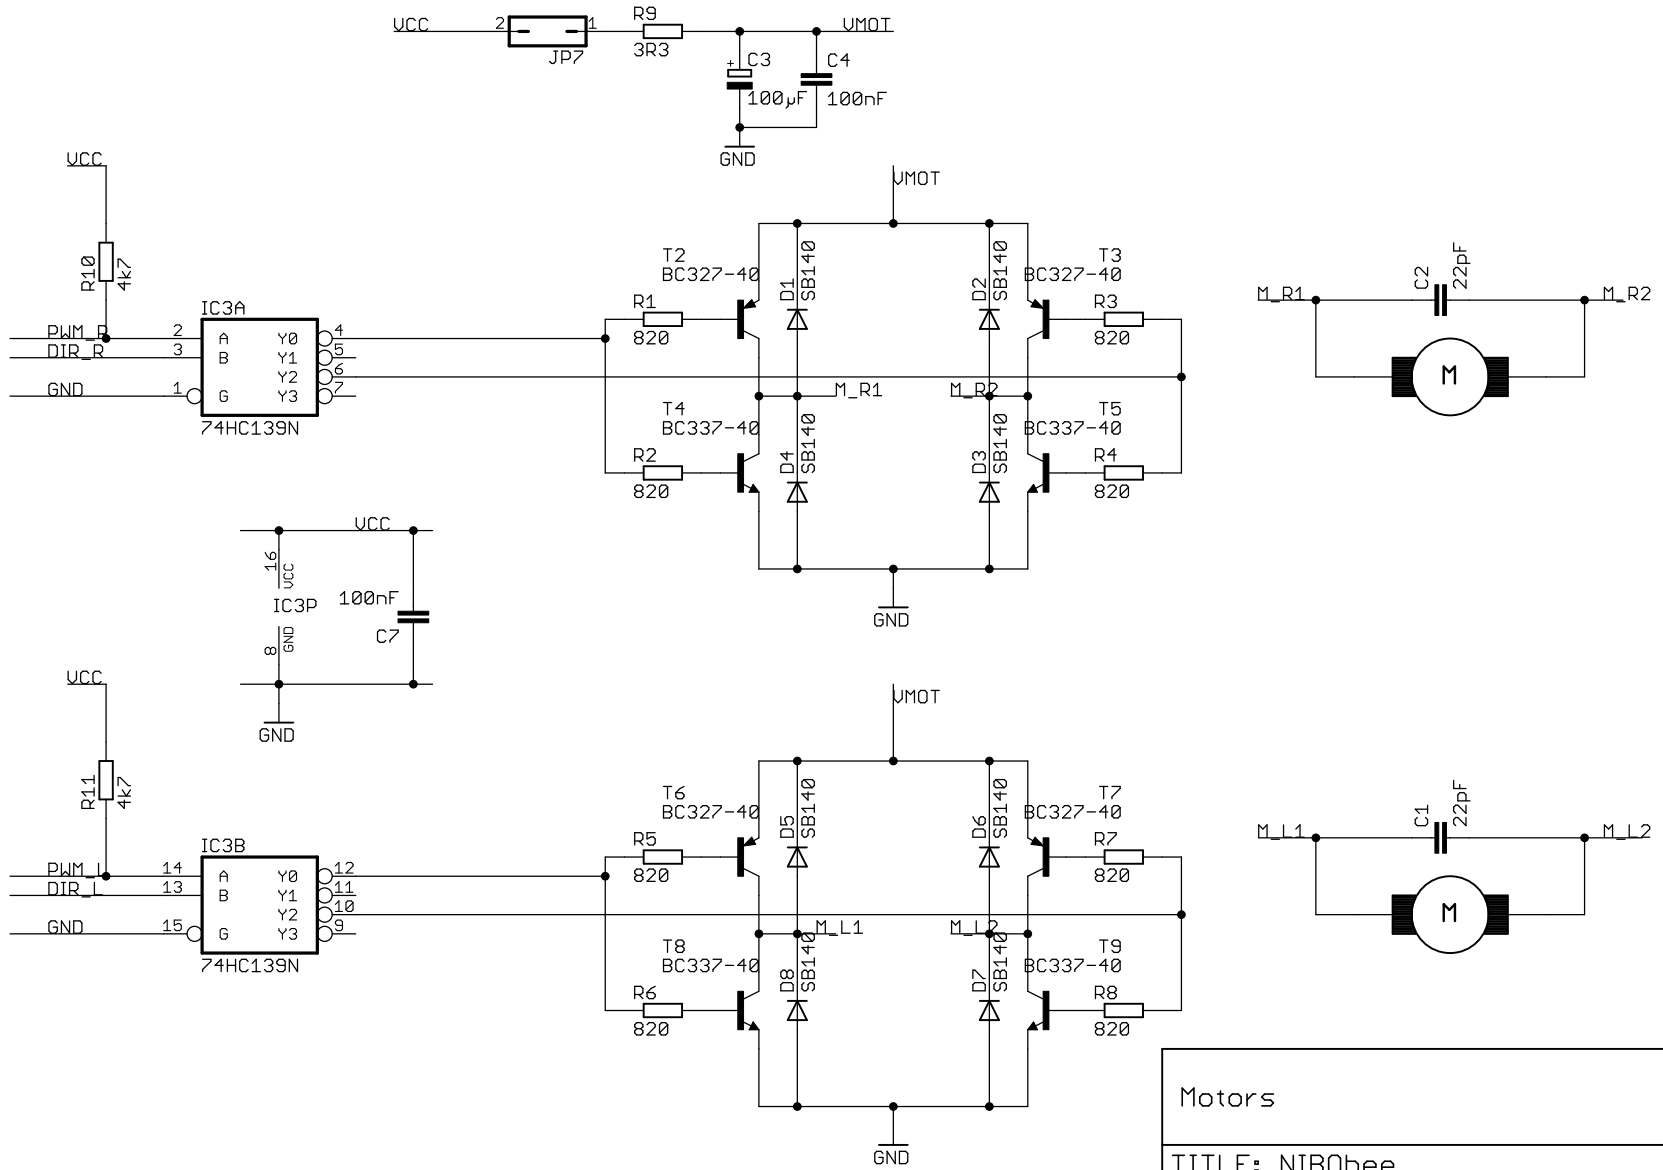 VCC 2 1 R9 VMOT
JP7 3R3
+ C3 C4
100µF 100nF
GND
VCC
R10 4k7
VMOT
IC3A
PWM_R 2 A Y0 4
DIR_R 3 B Y1 5
Y2 6
GND 1 G Y3 7
74HC139N
T2
BC327-40
R1
820
D1 SB140
D2 SB140
T3
BC327-40
R3
820
M_R1 M_R2
T4
BC337-40
R2
820
D4 SB140
D3 SB140
T5
BC337-40
R4
820
GND
C2 22pF
M_R1 M_R2
M
VCC
16 VCC
IC3P
8 GND
100nF
C7
GND
VCC
R11 4k7
VMOT
IC3B
PWM_L 14 A Y0 12
DIR_L 13 B Y1 11
Y2 10
GND 15 G Y3 9
74HC139N
T6
BC327-40
R5
820
D5 SB140
D6 SB140
T7
BC327-40
R7
820
M_L1 M_L2
T8
BC337-40
R6
820
D8 SB140
D7 SB140
T9
BC337-40
R8
820
GND
C1 22pF
M_L1 M_L2
M
Motors
TITLE: NIBObee